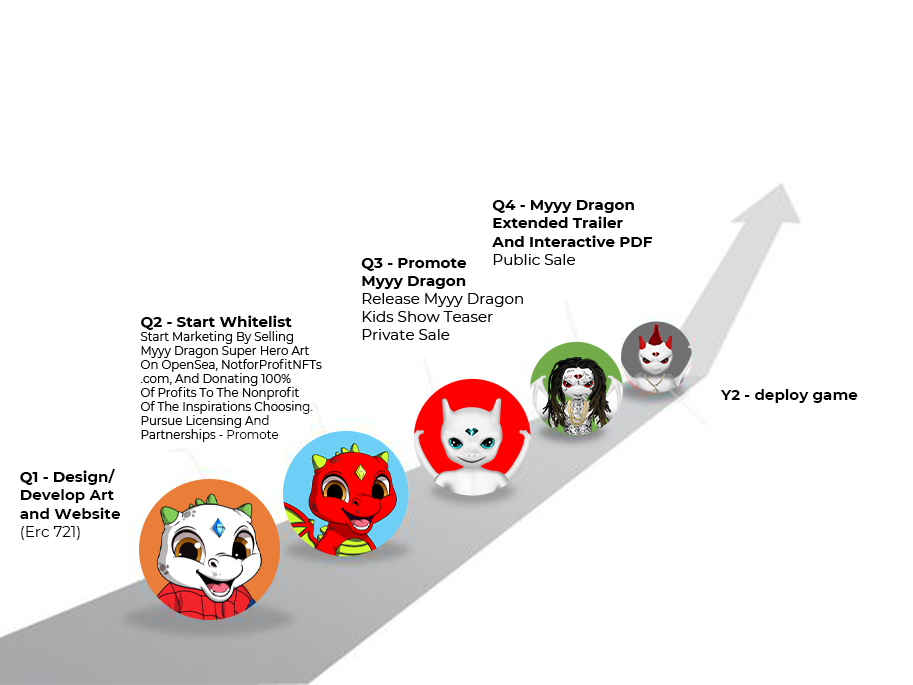 Q1 - Design/
Develop Art
and Website
(Erc 721)
Q2 - Start Whitelist
Start Marketing By Selling
Myyy Dragon Super Hero Art
On OpenSea, NotforProfitNFTs
.com, And Donating 100%
Of Profits To The Nonprofit
Of The Inspirations Choosing.
Pursue Licensing And
Partnerships - Promote
Q3 - Promote
Myyy Dragon
Release Myyy Dragon
Kids Show Teaser
Private Sale
Q4 - Myyy Dragon
Extended Trailer
And Interactive PDF
Public Sale
Y2 - deploy game